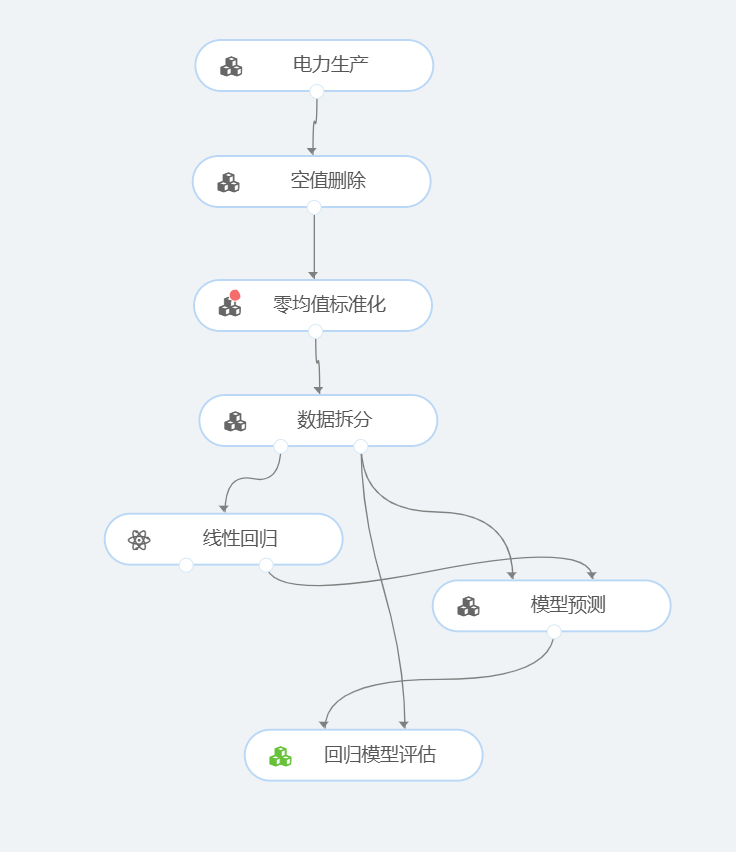 电力生产
空值删除
零均值标准化
数据拆分
线性回归
模型预测
回归模型评估